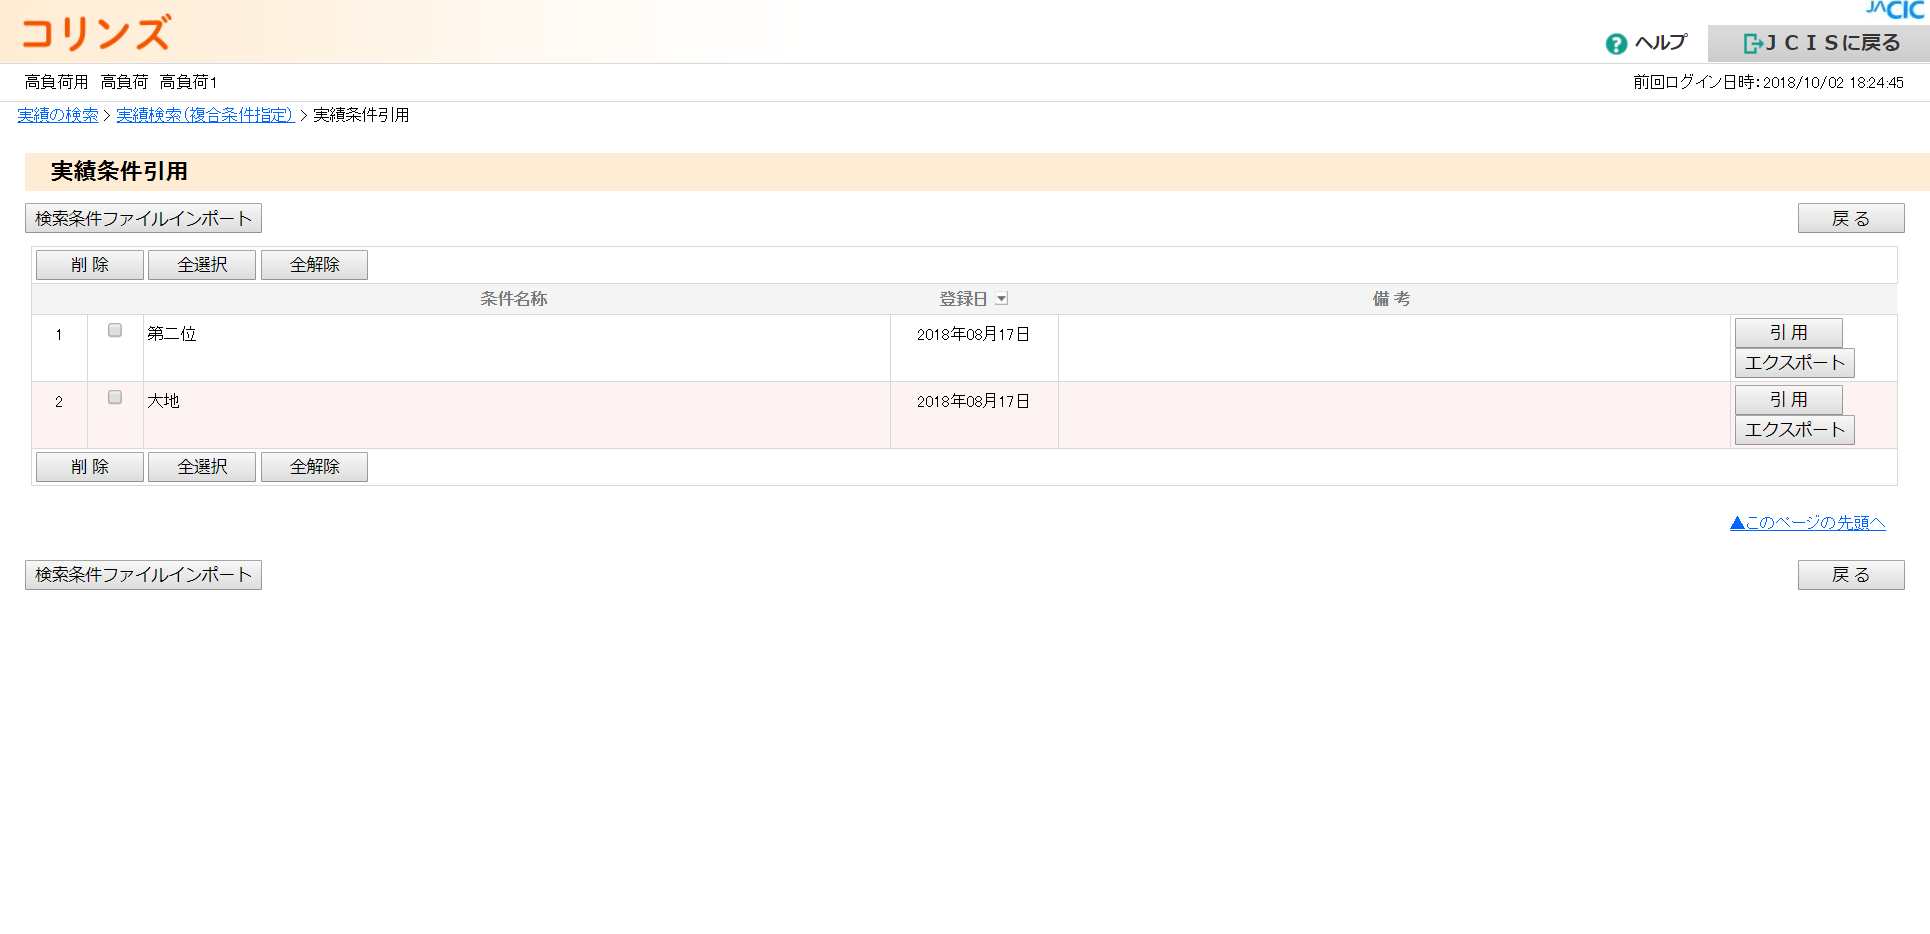 JACIC
コリンズ
ヘルプ ＪＣＩＳに戻る
高負荷用 高負荷 高負荷1 前回ログイン日時:2018/10/02 18:24:45
実績の検索 > 実績検索(複合条件指定) > 実績条件引用
実績条件引用
検索条件ファイルインポート 戻 る
削 除 全選択 全解除
条件名称 登録日 備 考
1 第二位 2018年08月17日 引 用
エクスポート
2 大地 2018年08月17日 引 用
エクスポート
削 除 全選択 全解除
▲このページの先頭へ
検索条件ファイルインポート 戻 る